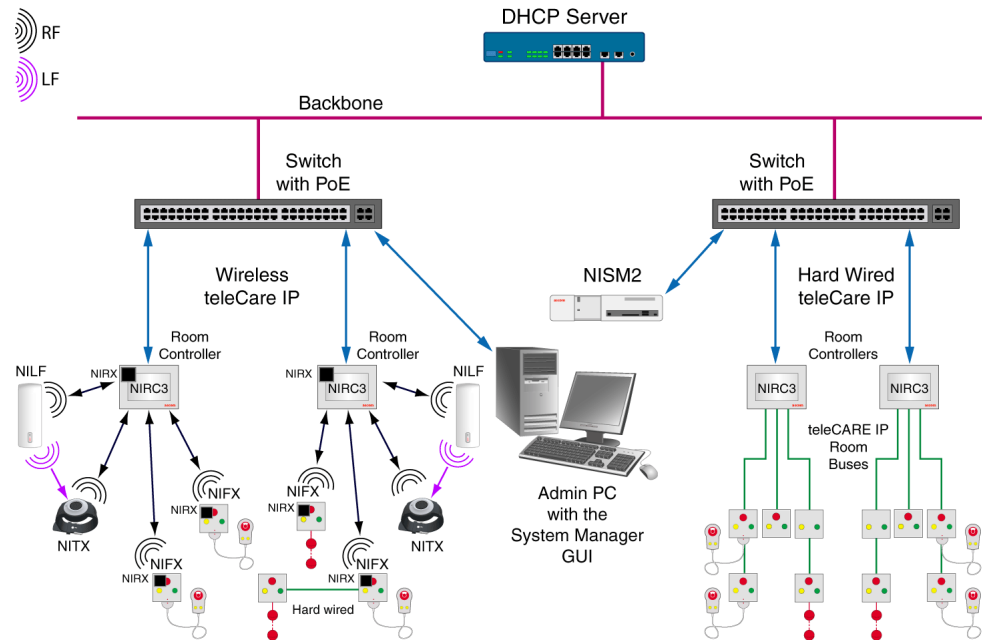 DHCP Server
RF
LF
Backbone
Switch
with PoE
Switch
with PoE
Wireless
teleCare IP
NISM2
Hard Wired
teleCare IP
Room
Controller
Room
Controller
Room
Controllers
NILF
NIRX
NIRC3
NIRX
NIRC3
NILF
NIRC3
NIRC3
teleCARE IP
Room
Buses
NIFX
NIRX
NIFX
NIRX
NITX
NITX
Admin PC
with the
System Manager
GUI
NIFX
NIRX
NIFX
NIRX
Hard wired